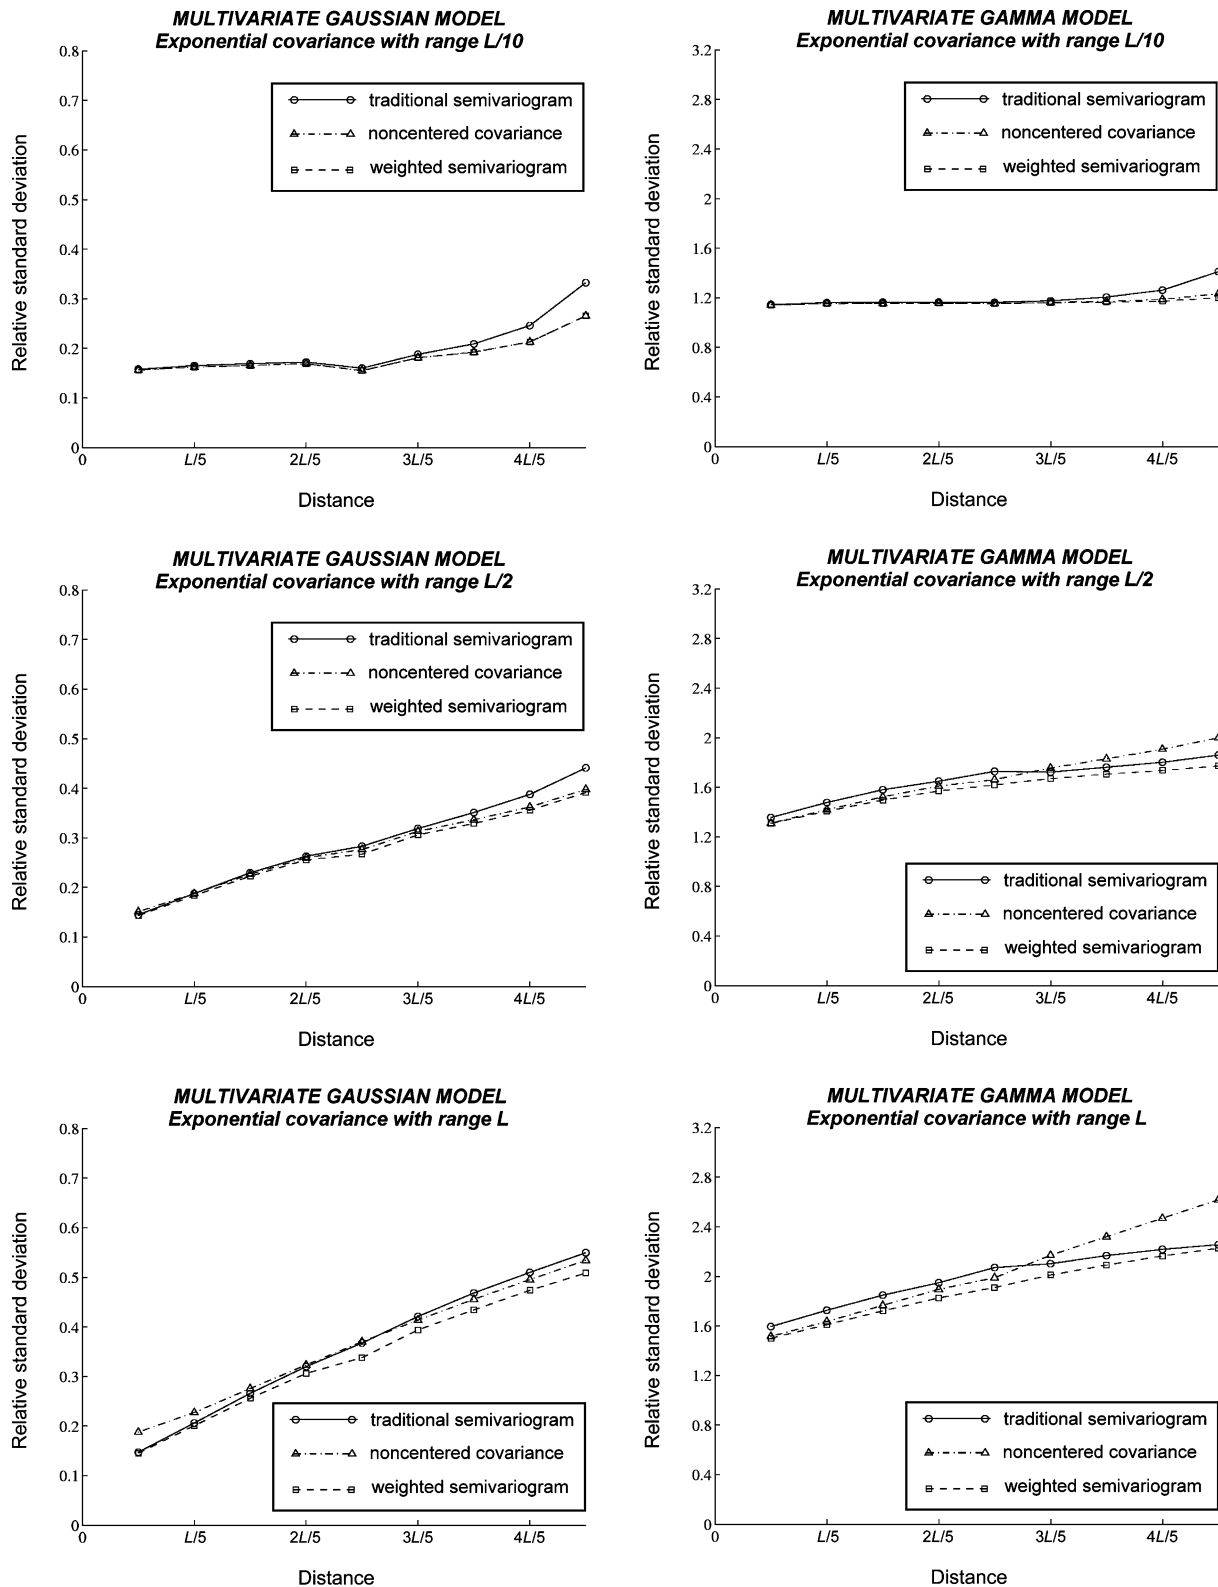 MULTIVARIATE GAUSSIAN MODEL
Exponential covariance with range L/10
Relative standard deviation
0.8
0.7
0.6
0.5
0.4
0.3
0.2
0.1
0
traditional semivariogram
noncentered covariance
weighted semivariogram
0 L/5 2L/5 3L/5 4L/5
Distance
MULTIVARIATE GAMMA MODEL
Exponential covariance with range L/10
Relative standard deviation
3.2
2.8
2.4
2
1.6
1.2
0.8
0.4
0
traditional semivariogram
noncentered covariance
weighted semivariogram
0 L/5 2L/5 3L/5 4L/5
Distance
MULTIVARIATE GAUSSIAN MODEL
Exponential covariance with range L/2
Relative standard deviation
0.8
0.7
0.6
0.5
0.4
0.3
0.2
0.1
0
traditional semivariogram
noncentered covariance
weighted semivariogram
0 L/5 2L/5 3L/5 4L/5
Distance
MULTIVARIATE GAMMA MODEL
Exponential covariance with range L/2
Relative standard deviation
3.2
2.8
2.4
2
1.6
1.2
0.8
0.4
0
traditional semivariogram
noncentered covariance
weighted semivariogram
0 L/5 2L/5 3L/5 4L/5
Distance
MULTIVARIATE GAUSSIAN MODEL
Exponential covariance with range L
Relative standard deviation
0.8
0.7
0.6
0.5
0.4
0.3
0.2
0.1
0
traditional semivariogram
noncentered covariance
weighted semivariogram
0 L/5 2L/5 3L/5 4L/5
Distance
MULTIVARIATE GAMMA MODEL
Exponential covariance with range L
Relative standard deviation
3.2
2.8
2.4
2
1.6
1.2
0.8
0.4
0
traditional semivariogram
noncentered covariance
weighted semivariogram
0 L/5 2L/5 3L/5 4L/5
Distance